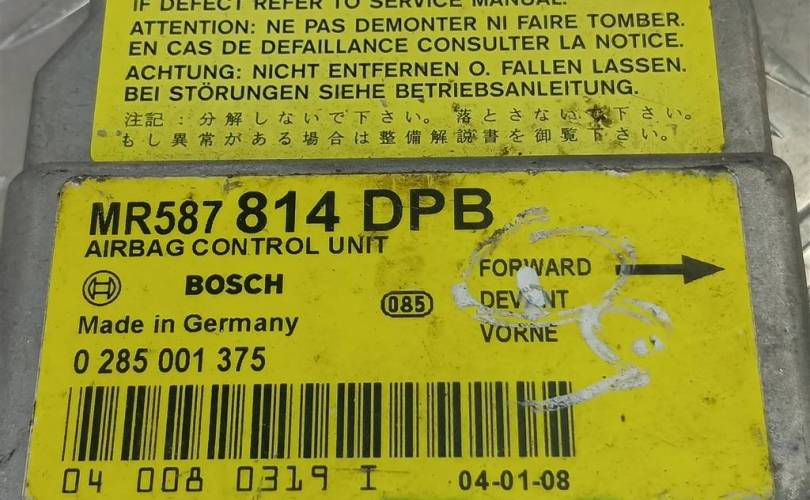 IF DEFECT REFER TO SERVICE MANUAL.
ATTENTION: NE PAS DEMONTER NI FAIRE TOMBER.
EN CAS DE DEFAILLANCE CONSULTER LA NOTICE.
ACHTUNG: NICHT ENTFERNEN O. FALLEN LASSEN.
BEI STÖRUNGEN SIEHE BETRIEBSANLEITUNG.
注記：分解しないで下さい。落とさないで下さい。
もし異常がある場合は整備解説書を御覧下さい。
MR587 814 DPB
AIRBAG CONTROL UNIT
BOSCH
085
FORWARD
DEVANT
VORNE
Made in Germany
0 285 001 375
04 008 0319 I
04-01-08